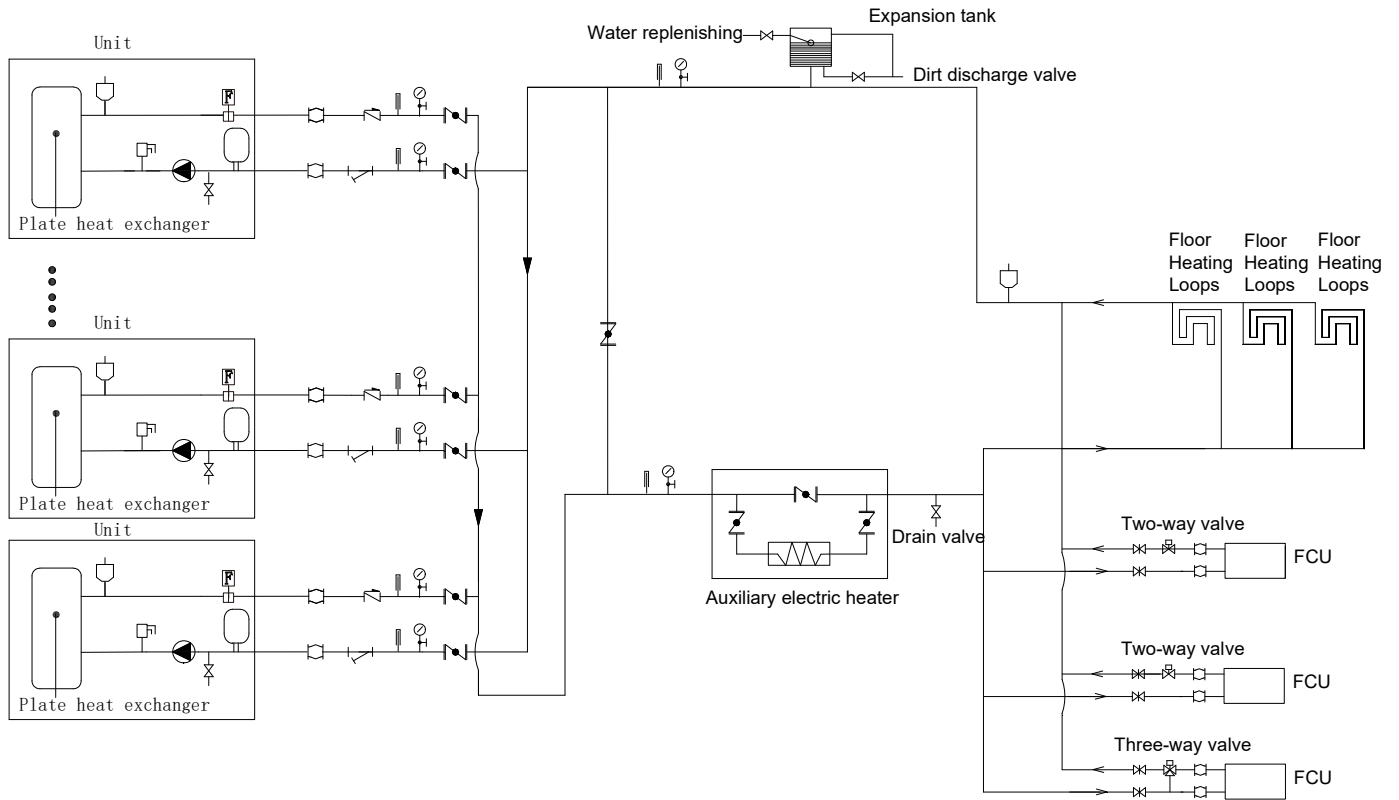 Expansion tank
Water replenishing
Dirt discharge valve
Unit
F
Plate heat exchanger
Floor
Heating
Loops
Floor
Heating
Loops
Floor
Heating
Loops
Unit
F
Plate heat exchanger
Drain valve
Auxiliary electric heater
Two-way valve
FCU
Unit
F
Plate heat exchanger
Two-way valve
FCU
Three-way valve
FCU